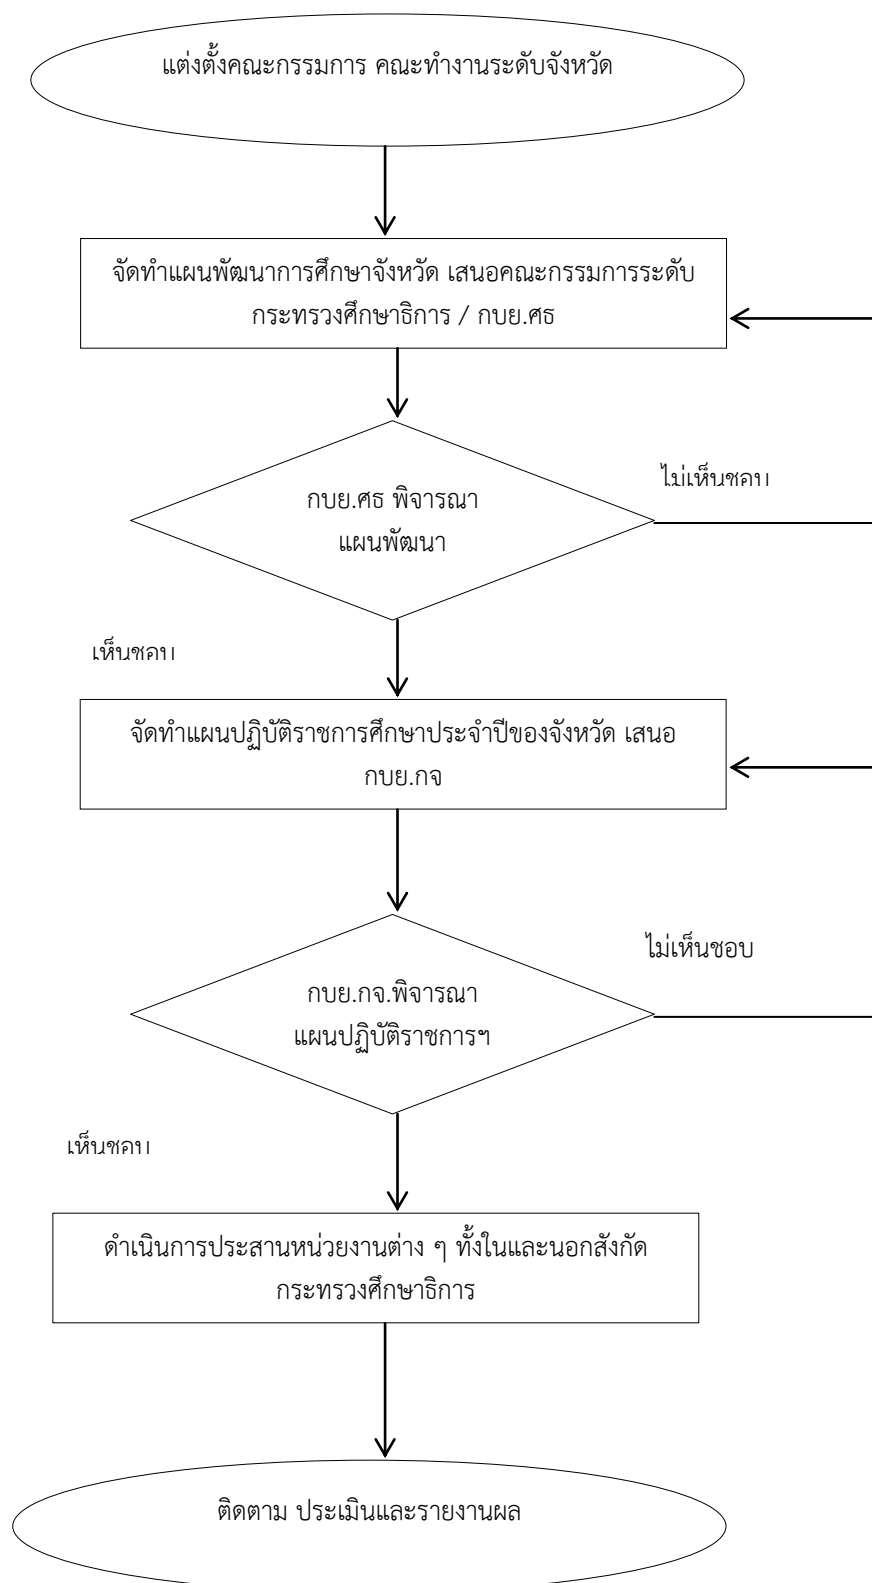 แต่งตั้งคณะกรรมการ คณะทำงานระดับจังหวัด
จัดทำแผนพัฒนาการศึกษาจังหวัด เสนอคณะกรรมการระดับ
กระทรวงศึกษาธิการ / กบย.ศธ
กบย.ศธ พิจารณา
แผนพัฒนา
ไม่เห็นชอบ
เห็นชอบ
จัดทำแผนปฏิบัติราชการศึกษาประจำปีของจังหวัด เสนอ
กบย.กจ
ไม่เห็นชอบ
กบย.กจ.พิจารณา
แผนปฏิบัติราชการฯ
เห็นชอบ
ดำเนินการประสานหน่วยงานต่าง ๆ ทั้งในและนอกสังกัด
กระทรวงศึกษาธิการ
ติดตาม ประเมินและรายงานผล